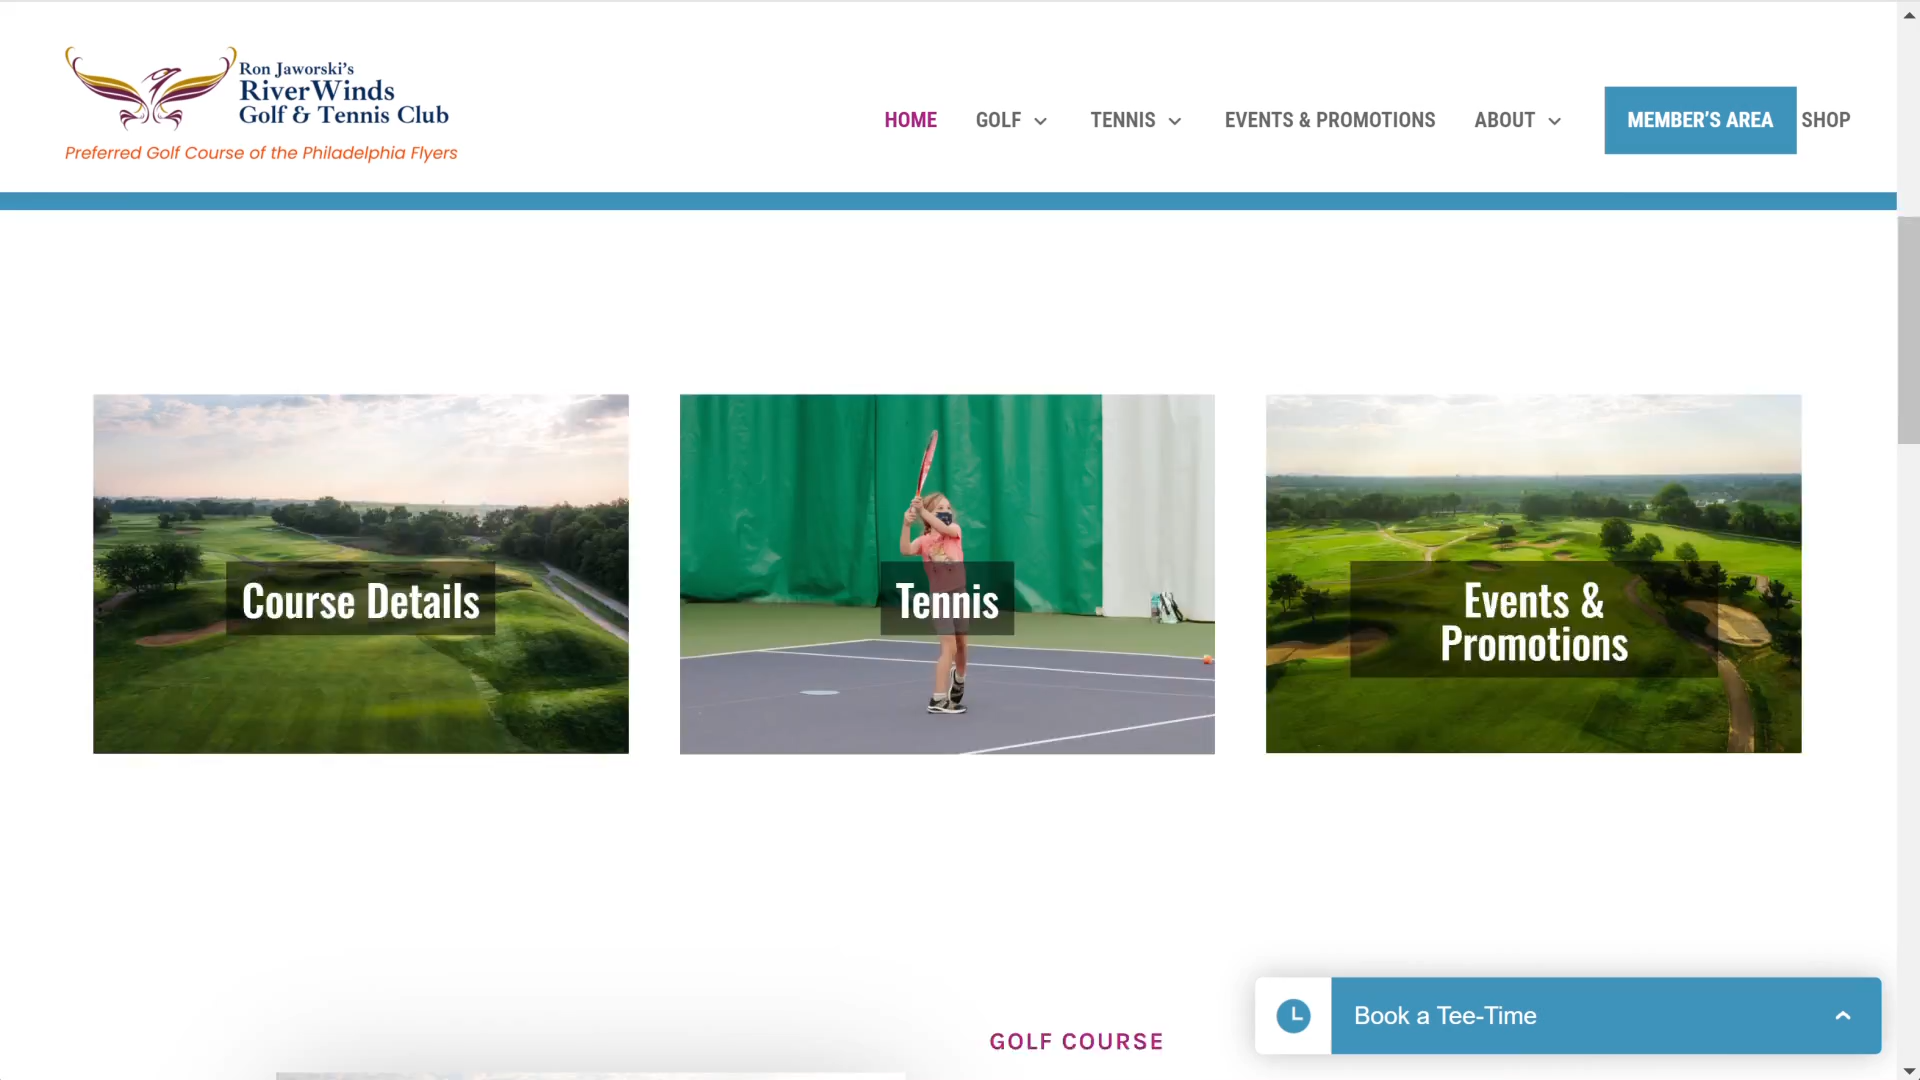 Ron Jaworski's
RiverWinds
Golf & Tennis Club
Preferred Golf Course of the Philadelphia Flyers
HOME GOLF TENNIS EVENTS & PROMOTIONS ABOUT MEMBER'S AREA SHOP
Course Details
Tennis
Events &
Promotions
GOLF COURSE
Book a Tee-Time